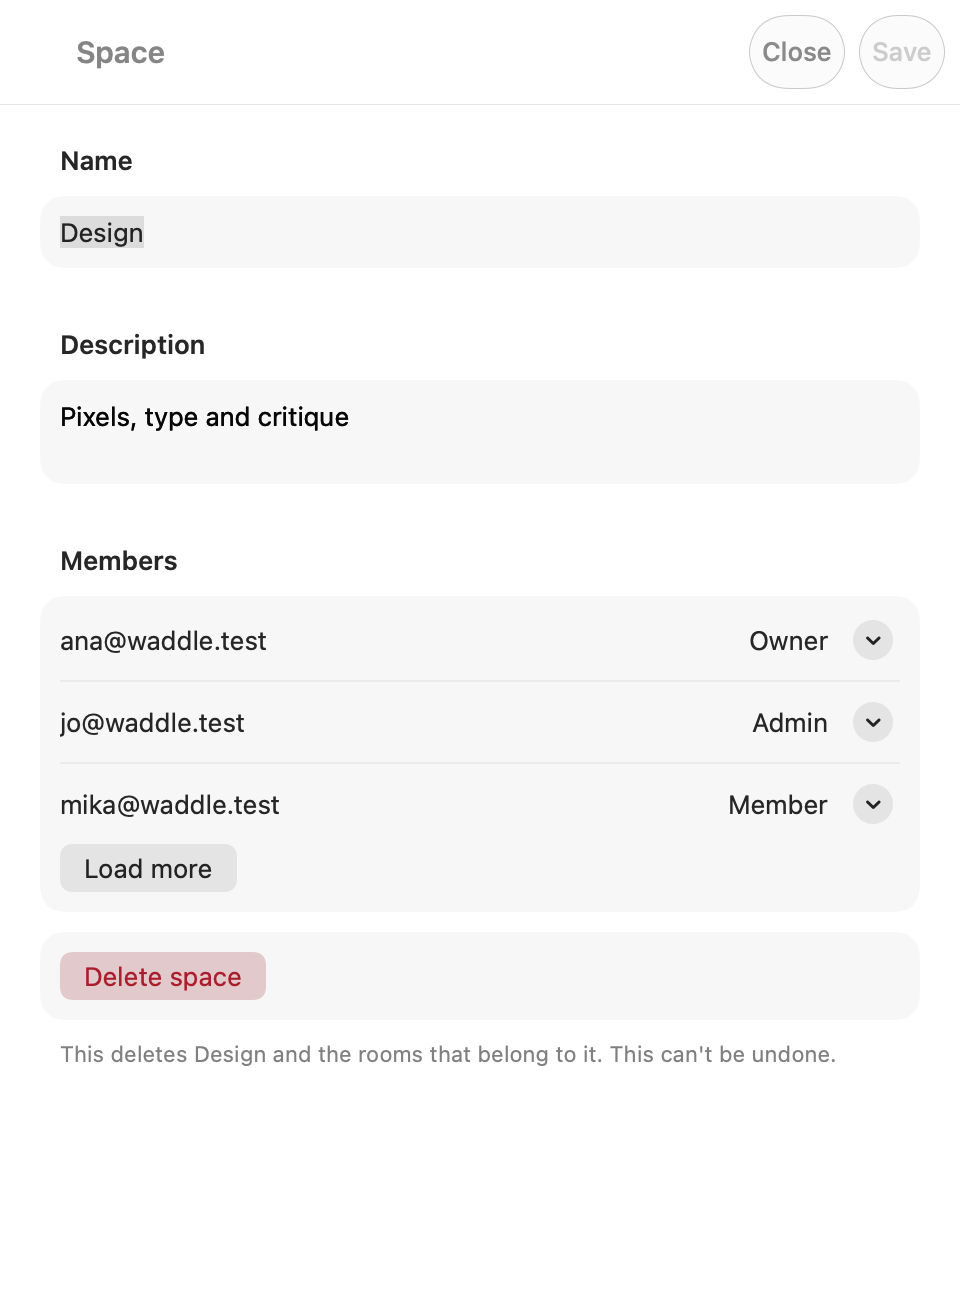 Space
Close
Save
Name
Design
Description
Pixels, type and critique
Members
ana@waddle.test
Owner
jo@waddle.test
Admin
mika@waddle.test
Member
Load more
Delete space
This deletes Design and the rooms that belong to it. This can't be undone.